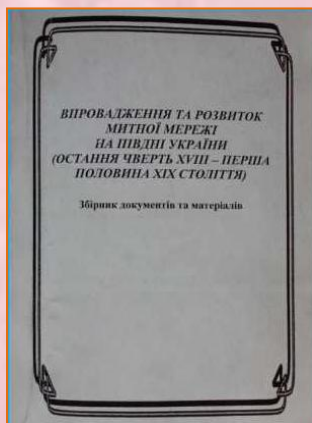 ВПРОВАДЖЕННЯ ТА РОЗВИТОК
МИТНОЇ МЕРЕЖІ
НА ПІВДНІ УКРАЇНИ
(ОСТАННЯ ЧВЕРТЬ XVIII – ПЕРША
ПОЛОВИНА XIX СТОЛІТТЯ)
Збірник документів та матеріалів